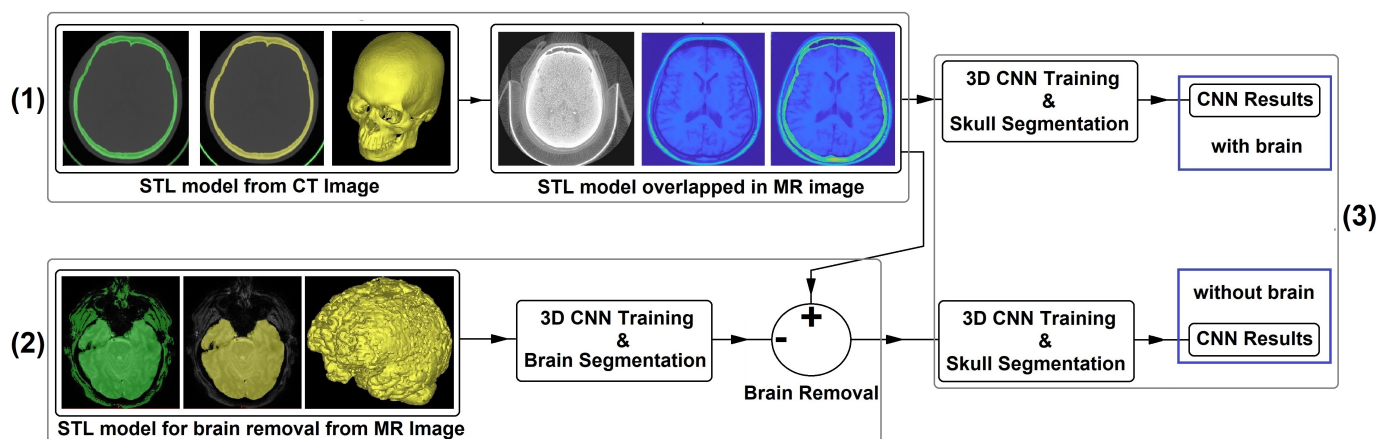 (1)
STL model from CT Image
STL model overlapped in MR image
3D CNN Training
&
Skull Segmentation
CNN Results
with brain
(3)
(2)
STL model for brain removal from MR Image
3D CNN Training
&
Brain Segmentation
+
-
Brain Removal
3D CNN Training
&
Skull Segmentation
without brain
CNN Results